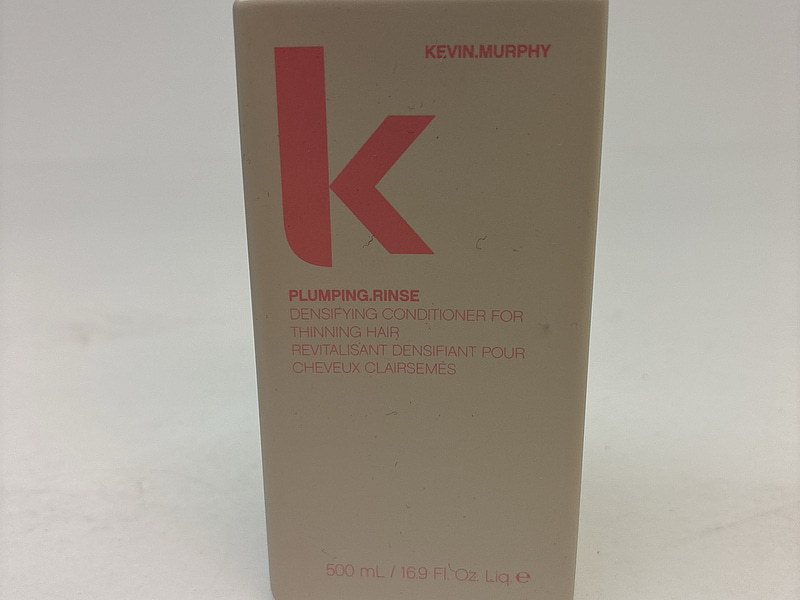 KEVIN.MURPHY
k
PLUMPING.RINSE
DENSIFYING CONDITIONER FOR
THINNING HAIR
REVITALISANT DENSIFIANT POUR
CHEVEUX CLAIRSEMÉS
500 mL / 16.9 Fl. Oz. Liq. ℮